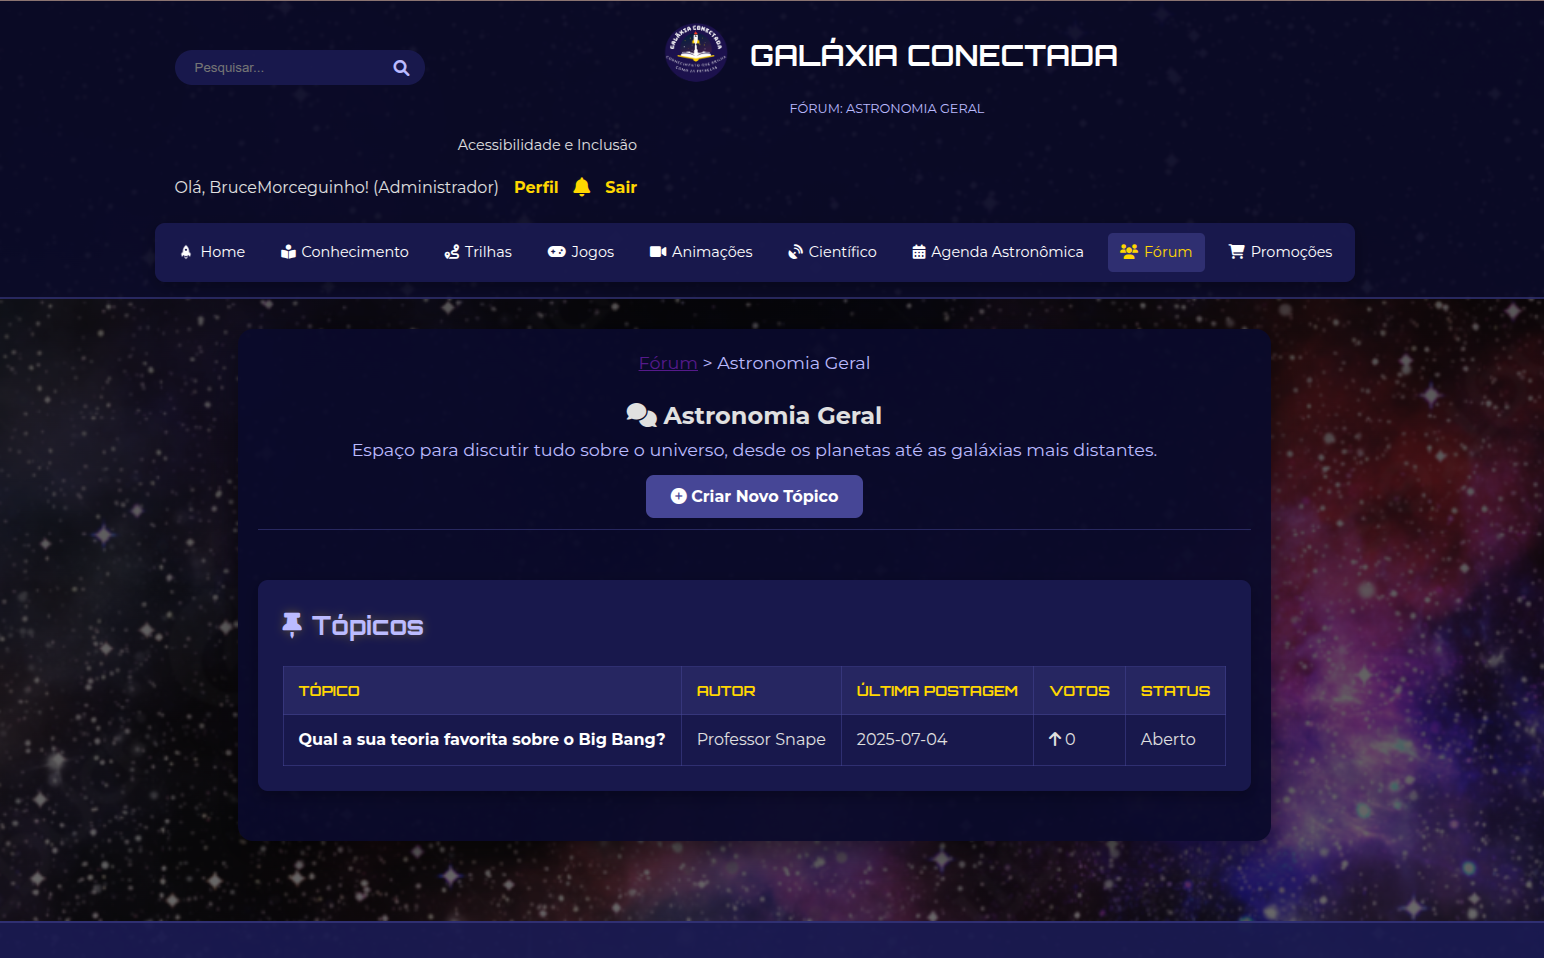 Pesquisar...
GALÁXIA CONECTADA
GALÁXIA CONECTADA
FÓRUM: ASTRONOMIA GERAL
Acessibilidade e Inclusão
Olá, BruceMorceguinho! (Administrador) Perfil Sair
Home Conhecimento Trilhas Jogos Animações Científico Agenda Astronômica Fórum Promoções
Fórum > Astronomia Geral
Astronomia Geral
Espaço para discutir tudo sobre o universo, desde os planetas até as galáxias mais distantes.
Criar Novo Tópico
Tópicos
TÓPICO AUTOR ÚLTIMA POSTAGEM VOTOS STATUS
Qual a sua teoria favorita sobre o Big Bang? Professor Snape 2025-07-04 0 Aberto